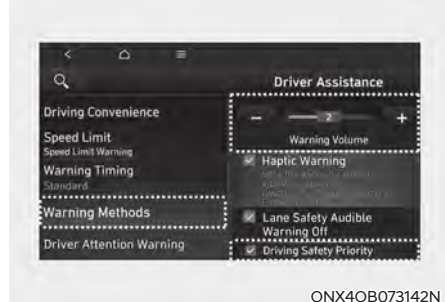 Driver Assistance
Driving Convenience
Speed Limit
Speed Limit Warning
Warning Timing
Standard
Warning Methods
Driver Attention Warning
− 2 +
Warning Volume
Haptic Warning
Lane Safety Audible
Warning Off
Driving Safety Priority
ONX4OB073142N